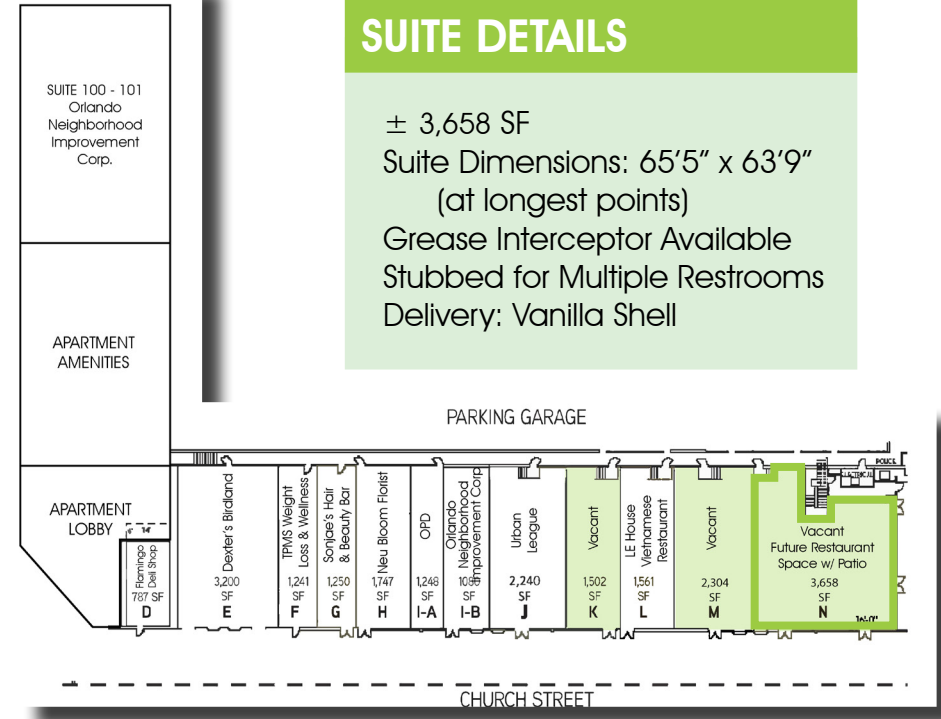 SUITE DETAILS
± 3,658 SF
Suite Dimensions: 65'5" x 63'9"
(at longest points)
Grease Interceptor Available
Stubbed for Multiple Restrooms
Delivery: Vanilla Shell
SUITE 100 - 101
Orlando
Neighborhood
Improvement
Corp.
APARTMENT
AMENITIES
APARTMENT
LOBBY
PARKING GARAGE
POLICE
ELECTRICAL
14'
Flamingo
Deli Shop
787 SF
D
Dexter's Birdland
3,200
SF
E
TPMS Weight
Loss & Wellness
1,241
SF
F
Sonjae's Hair
& Beauty Bar
1,250
SF
G
Neu Bloom Florist
1,747
SF
H
OPD
1,248
SF
I-A
Orlando
Neighborhood
Improvement Corp
SF
I-B
Urban
League
2,240
SF
J
Vacant
1,502
SF
K
LE House
Vietnamese
Restaurant
1,561
SF
L
Vacant
2,304
SF
M
Vacant
Future Restaurant
Space w/ Patio
3,658
SF
N
CHURCH STREET